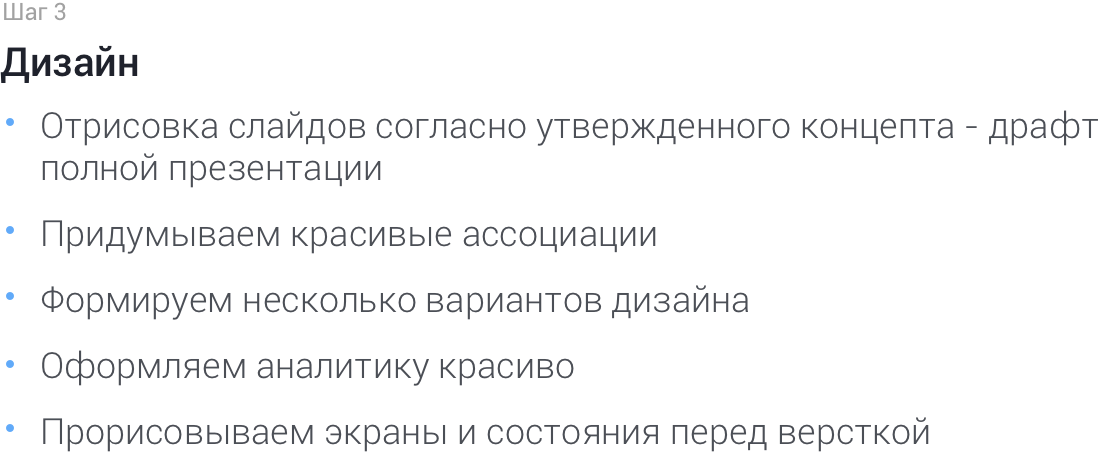 Шаг 3
Дизайн
• Отрисовка слайдов согласно утвержденного концепта - драфт
полной презентации
• Придумываем красивые ассоциации
• Формируем несколько вариантов дизайна
• Оформляем аналитику красиво
• Прорисовываем экраны и состояния перед версткой